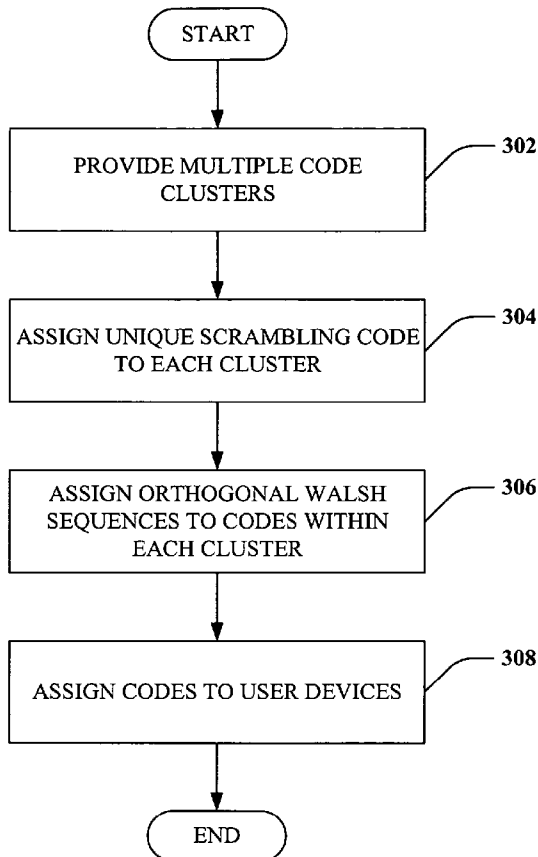 START
PROVIDE MULTIPLE CODE
CLUSTERS
302
ASSIGN UNIQUE SCRAMBLING CODE
TO EACH CLUSTER
304
ASSIGN ORTHOGONAL WALSH
SEQUENCES TO CODES WITHIN
EACH CLUSTER
306
ASSIGN CODES TO USER DEVICES
308
END